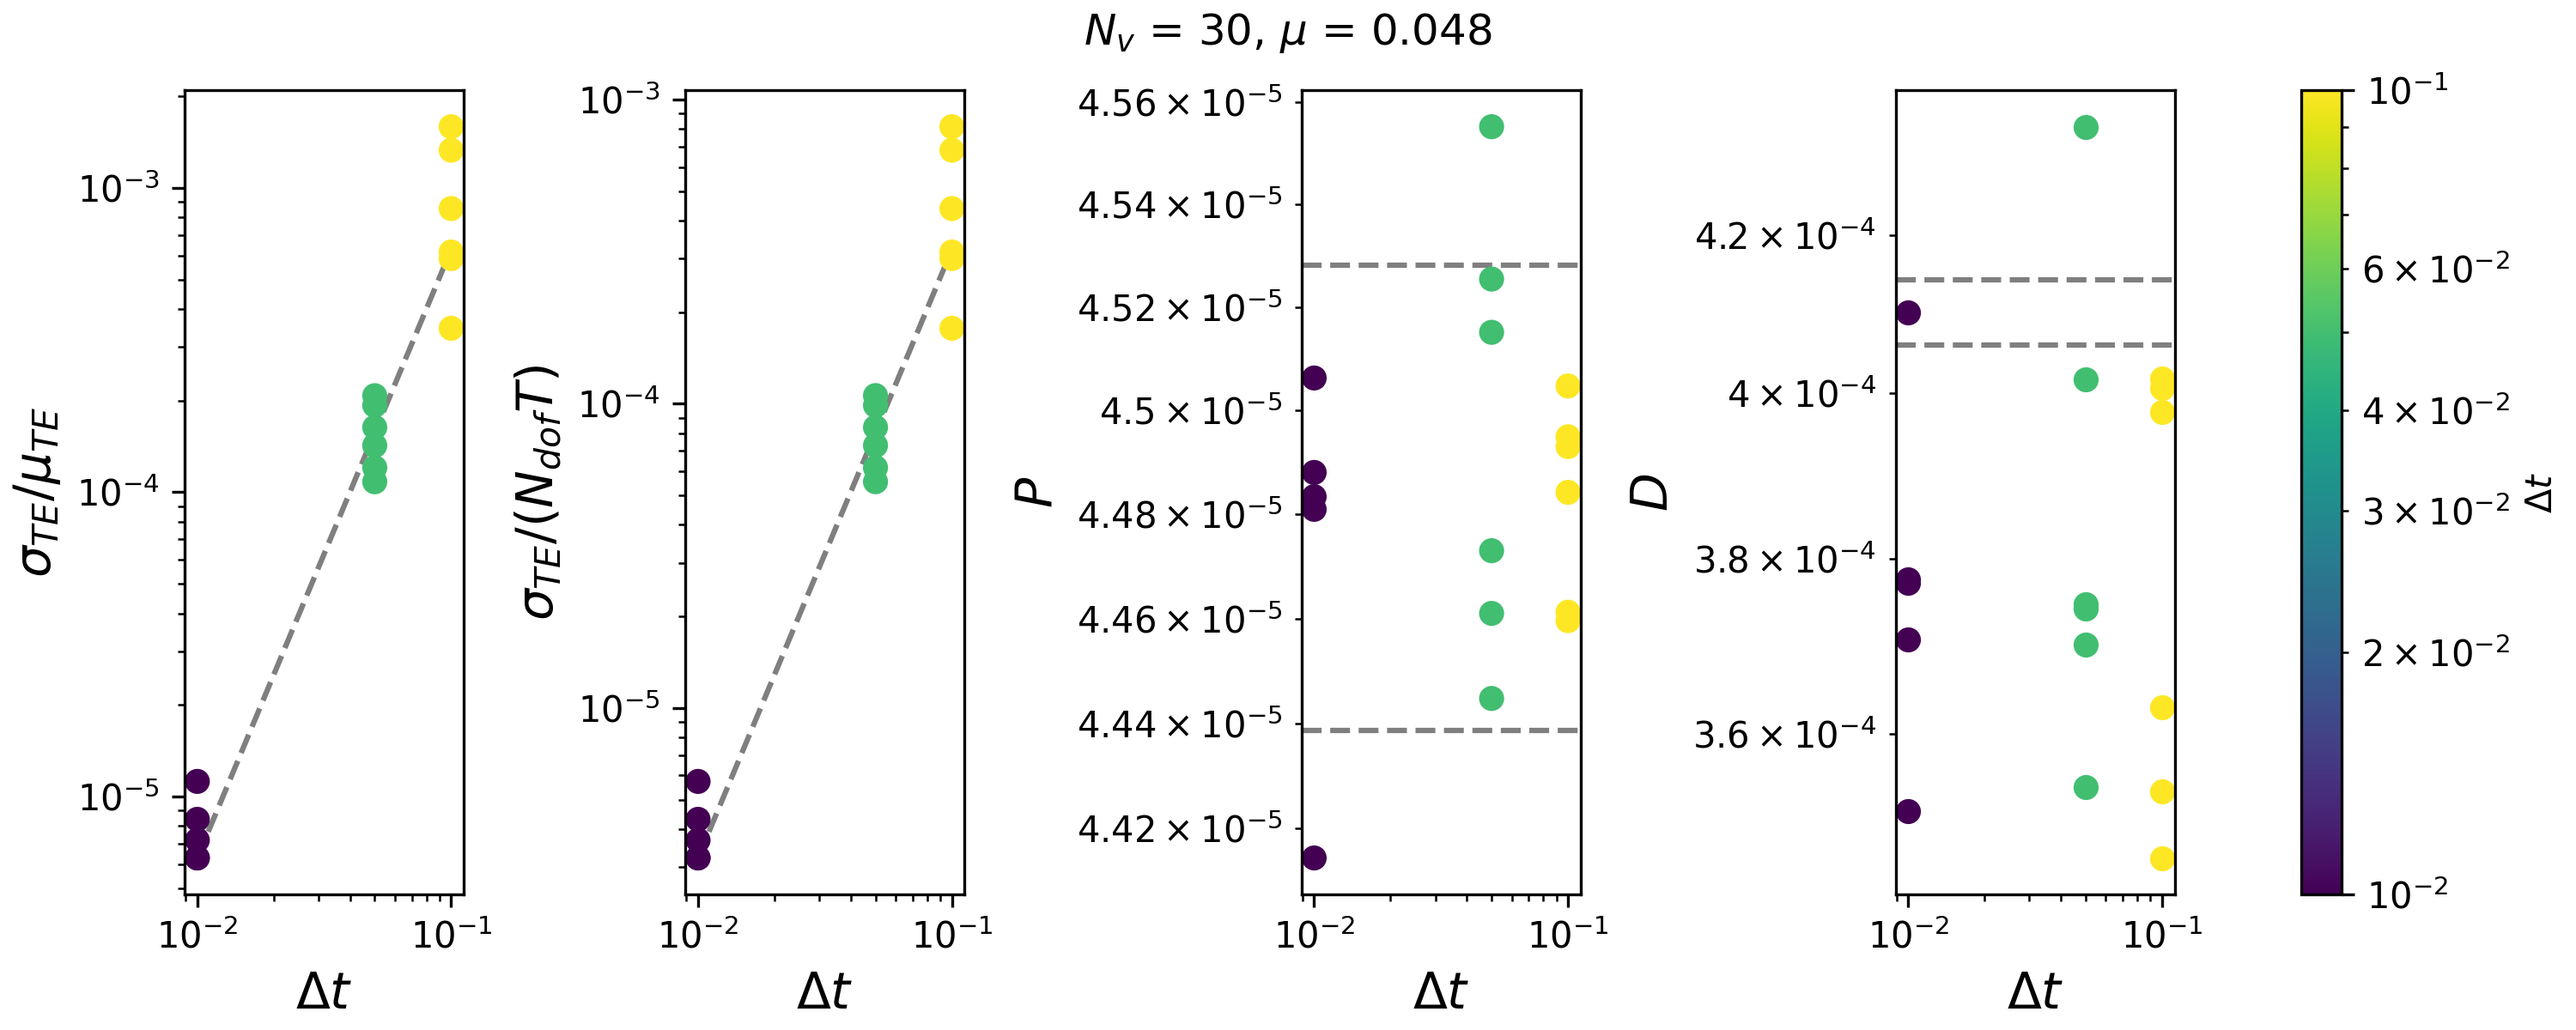 N_v = 30, μ = 0.048
σ_TE/μ_TE
10⁻³
10⁻⁴
10⁻⁵
10⁻² 10⁻¹
Δt
σ_TE/(N_dof T)
10⁻³
10⁻⁴
10⁻⁵
10⁻² 10⁻¹
Δt
P
4.56 × 10⁻⁵
4.54 × 10⁻⁵
4.52 × 10⁻⁵
4.5 × 10⁻⁵
4.48 × 10⁻⁵
4.46 × 10⁻⁵
4.44 × 10⁻⁵
4.42 × 10⁻⁵
10⁻² 10⁻¹
Δt
D
4.2 × 10⁻⁴
4 × 10⁻⁴
3.8 × 10⁻⁴
3.6 × 10⁻⁴
10⁻² 10⁻¹
Δt
10⁻¹
6 × 10⁻²
4 × 10⁻²
3 × 10⁻²
2 × 10⁻²
10⁻²
Δt